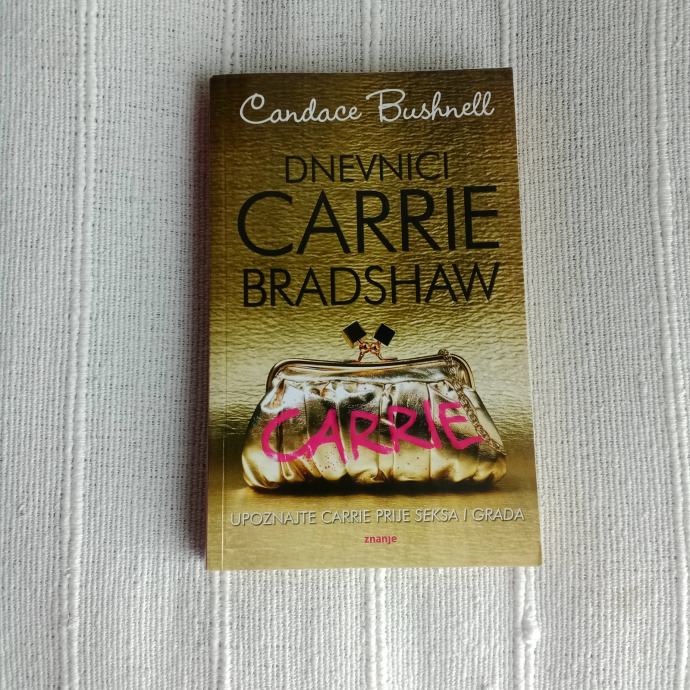 Candace Bushnell
DNEVNICI
CARRIE
BRADSHAW
CARRIE
UPOZNAJTE CARRIE PRIJE SEKSA I GRADA
znanje